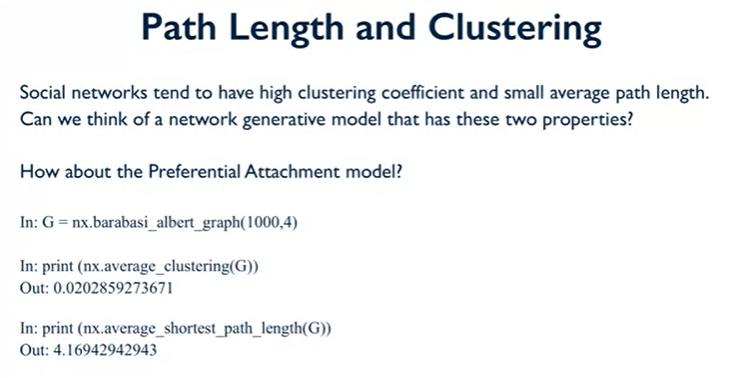 Path Length and Clustering
Social networks tend to have high clustering coefficient and small average path length.
Can we think of a network generative model that has these two properties?
How about the Preferential Attachment model?
In: G = nx.barabasi_albert_graph(1000,4)
In: print (nx.average_clustering(G))
Out: 0.0202859273671
In: print (nx.average_shortest_path_length(G))
Out: 4.16942942943